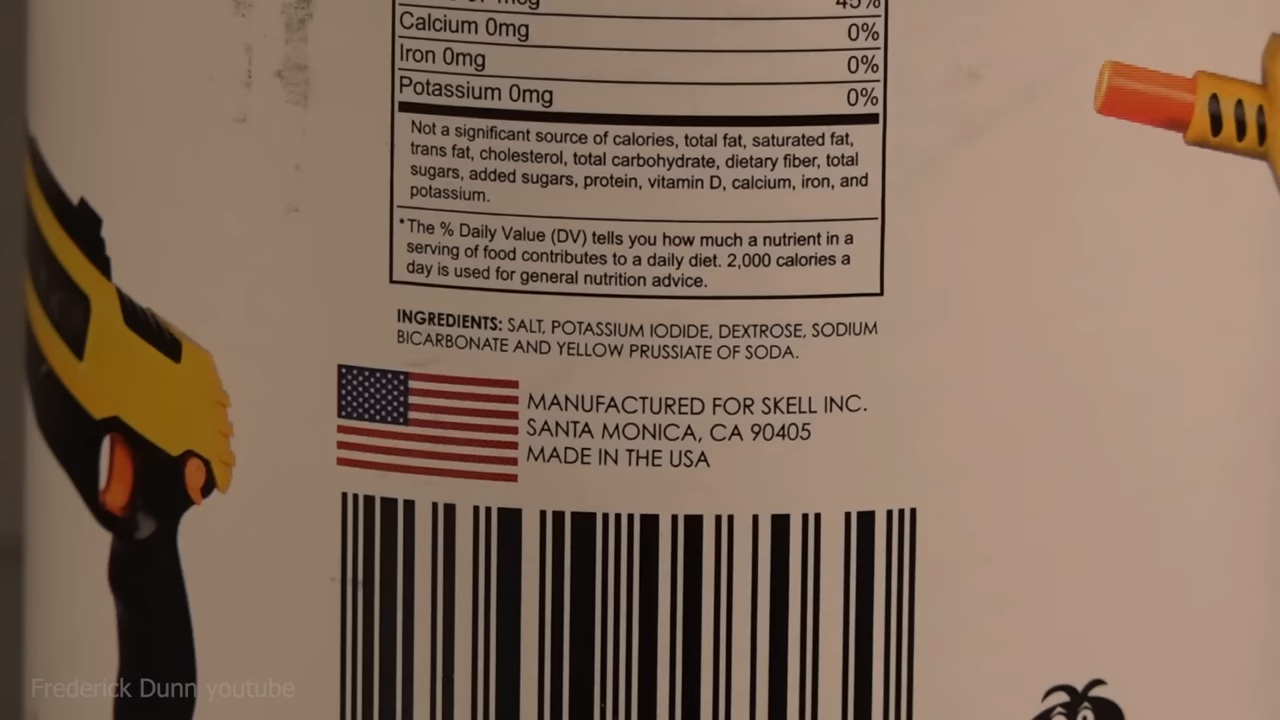 45%
Calcium 0mg 0%
Iron 0mg 0%
Potassium 0mg 0%
Not a significant source of calories, total fat, saturated fat,
trans fat, cholesterol, total carbohydrate, dietary fiber, total
sugars, added sugars, protein, vitamin D, calcium, iron, and
potassium.
*The % Daily Value (DV) tells you how much a nutrient in a
serving of food contributes to a daily diet. 2,000 calories a
day is used for general nutrition advice.
INGREDIENTS: SALT, POTASSIUM IODIDE, DEXTROSE, SODIUM
BICARBONATE AND YELLOW PRUSSIATE OF SODA.
MANUFACTURED FOR SKELL INC.
SANTA MONICA, CA 90405
MADE IN THE USA
Frederick Dunn youtube